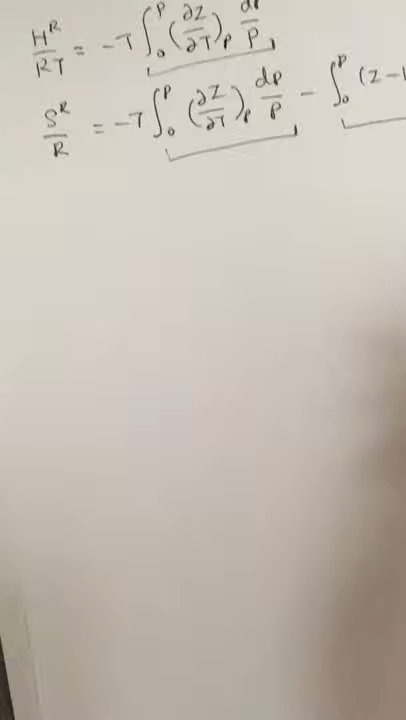 H^R/RT = -T ∫_0^P (∂Z/∂T)_P dP/P
S^R/R = -T ∫_0^P (∂Z/∂T)_P dP/P - ∫_0^P (Z-